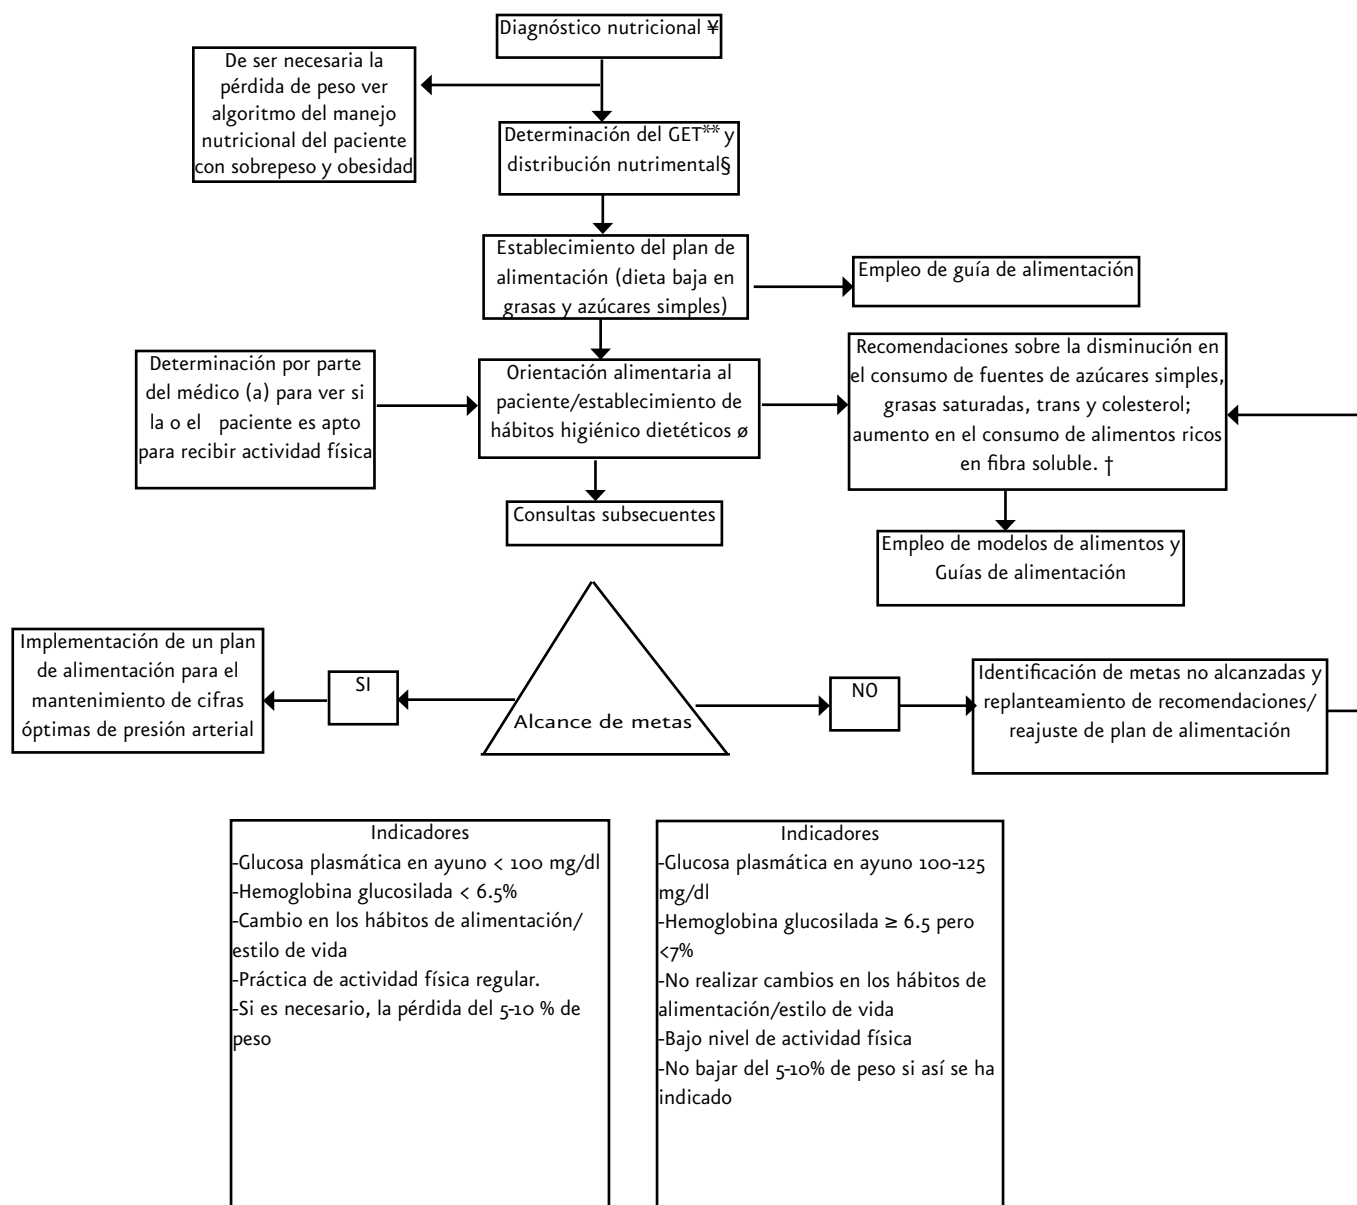 Diagnóstico nutricional ¥
De ser necesaria la
pérdida de peso ver
algoritmo del manejo
nutricional del paciente
con sobrepeso y obesidad
Determinación del GET** y
distribución nutrimental§
Establecimiento del plan de
alimentación (dieta baja en
grasas y azúcares simples)
Empleo de guía de alimentación
Determinación por parte
del médico (a) para ver si
la o el paciente es apto
para recibir actividad física
Orientación alimentaria al
paciente/establecimiento de
hábitos higiénico dietéticos ø
Recomendaciones sobre la disminución en
el consumo de fuentes de azúcares simples,
grasas saturadas, trans y colesterol;
aumento en el consumo de alimentos ricos
en fibra soluble. †
Consultas subsecuentes
Empleo de modelos de alimentos y
Guías de alimentación
Implementación de un plan
de alimentación para el
mantenimiento de cifras
óptimas de presión arterial
SI
Alcance de metas
NO
Identificación de metas no alcanzadas y
replanteamiento de recomendaciones/
reajuste de plan de alimentación
Indicadores
-Glucosa plasmática en ayuno < 100 mg/dl
-Hemoglobina glucosilada < 6.5%
-Cambio en los hábitos de alimentación/
estilo de vida
-Práctica de actividad física regular.
-Si es necesario, la pérdida del 5-10 % de
peso
Indicadores
-Glucosa plasmática en ayuno 100-125
mg/dl
-Hemoglobina glucosilada ≥ 6.5 pero
<7%
-No realizar cambios en los hábitos de
alimentación/estilo de vida
-Bajo nivel de actividad física
-No bajar del 5-10% de peso si así se ha
indicado